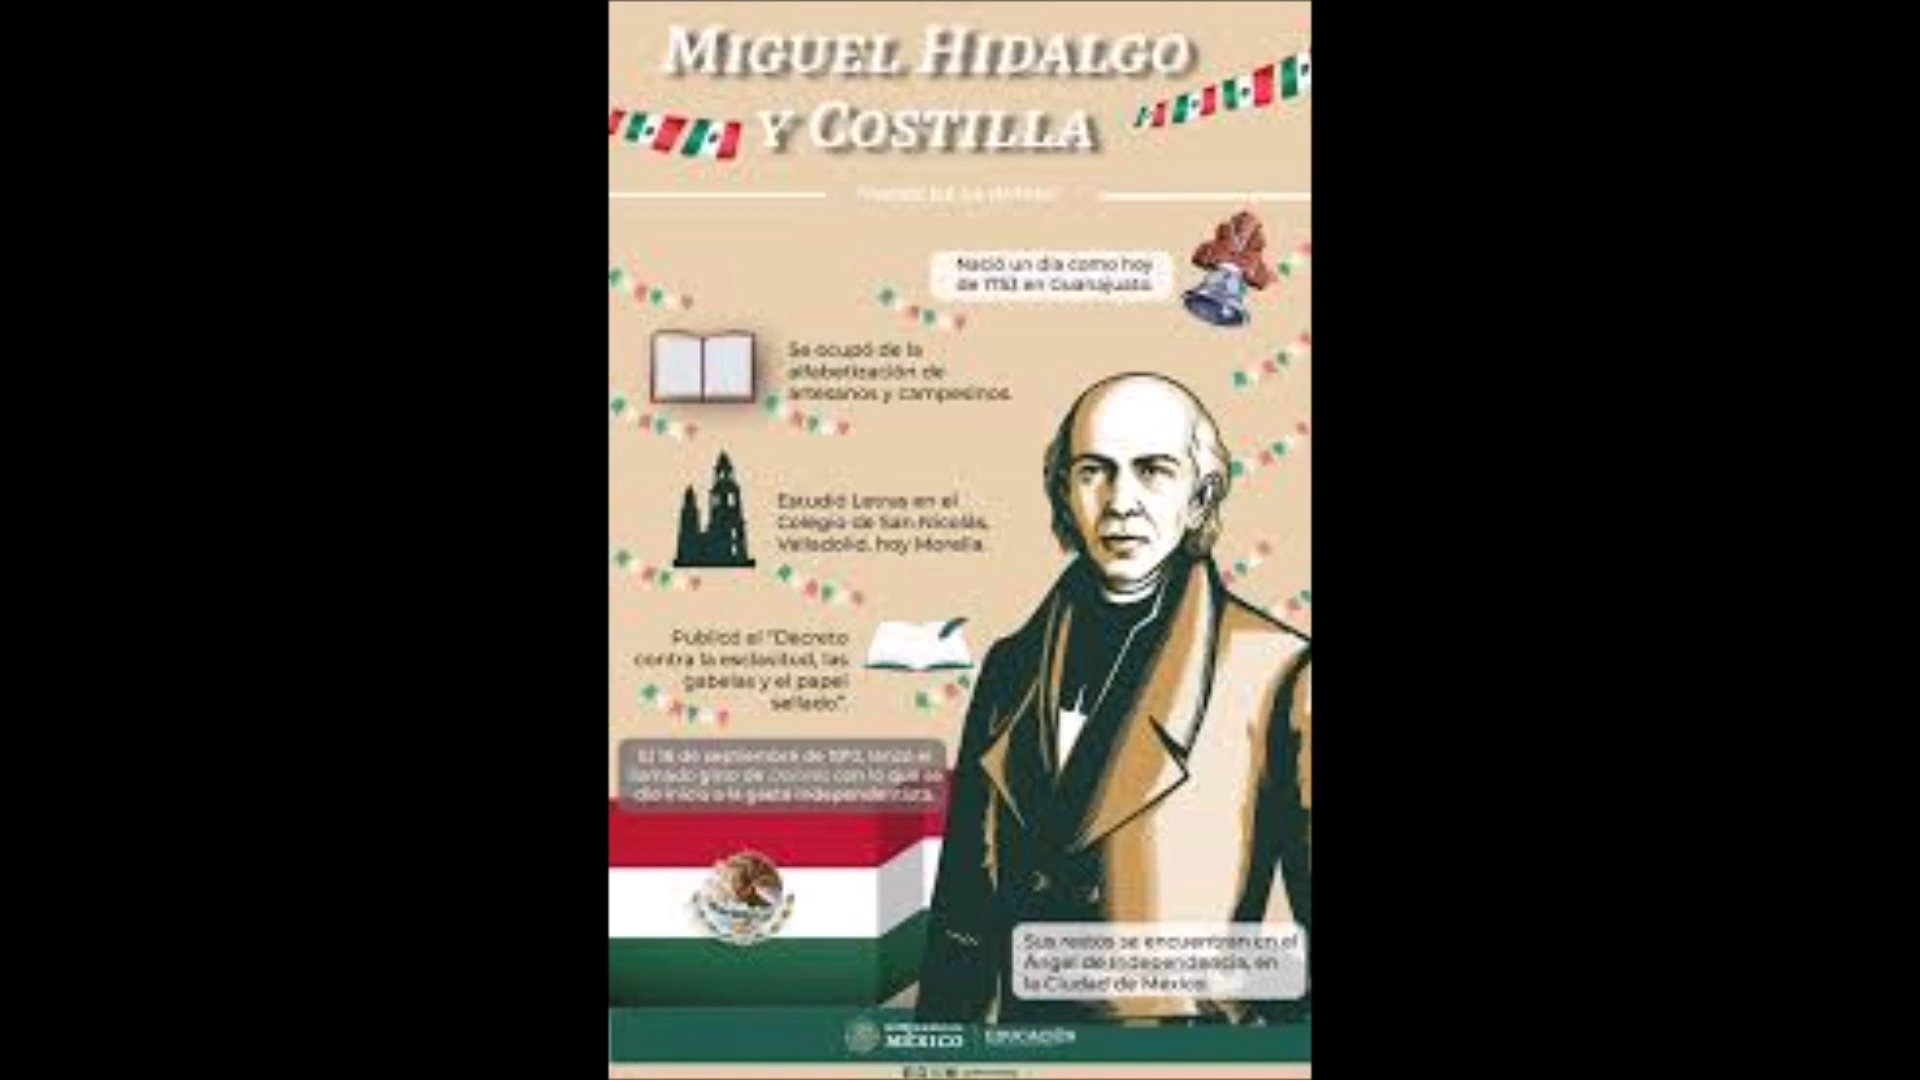 MIGUEL HIDALGO
Y COSTILLA
Nació un día como hoy
de 1753 en Guanajuato.
Se ocupó de la
alfabetización de
artesanos y campesinos.
Estudió Letras en el
Colegio de San Nicolás,
Valladolid, hoy Morelia.
Publicó el "Decreto
contra la esclavitud, las
gabelas y el papel
sellado".
El 16 de septiembre de 1810, lanzó el
llamado grito de Dolores con lo que se
dio inicio a la gesta independentista.
Sus restos se encuentran en el
Ángel de Independencia, en
la Ciudad de México.
MÉXICO
EDUCACIÓN